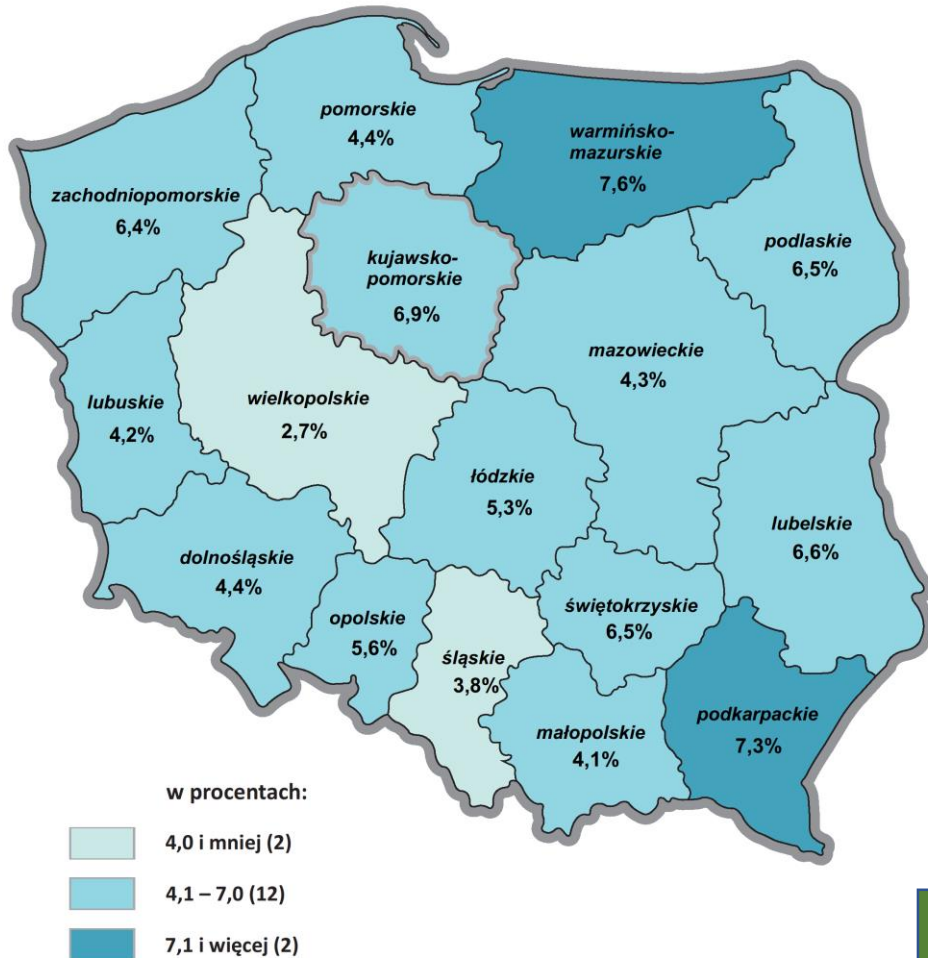 pomorskie
4,4%
warmińsko-
mazurskie
7,6%
zachodniopomorskie
6,4%
podlaskie
6,5%
kujawsko-
pomorskie
6,9%
mazowieckie
4,3%
lubuskie
4,2%
wielkopolskie
2,7%
łódzkie
5,3%
lubelskie
6,6%
dolnośląskie
4,4%
opolskie
5,6%
świętokrzyskie
6,5%
śląskie
3,8%
małopolskie
4,1%
podkarpackie
7,3%
w procentach:
4,0 i mniej (2)
4,1 – 7,0 (12)
7,1 i więcej (2)